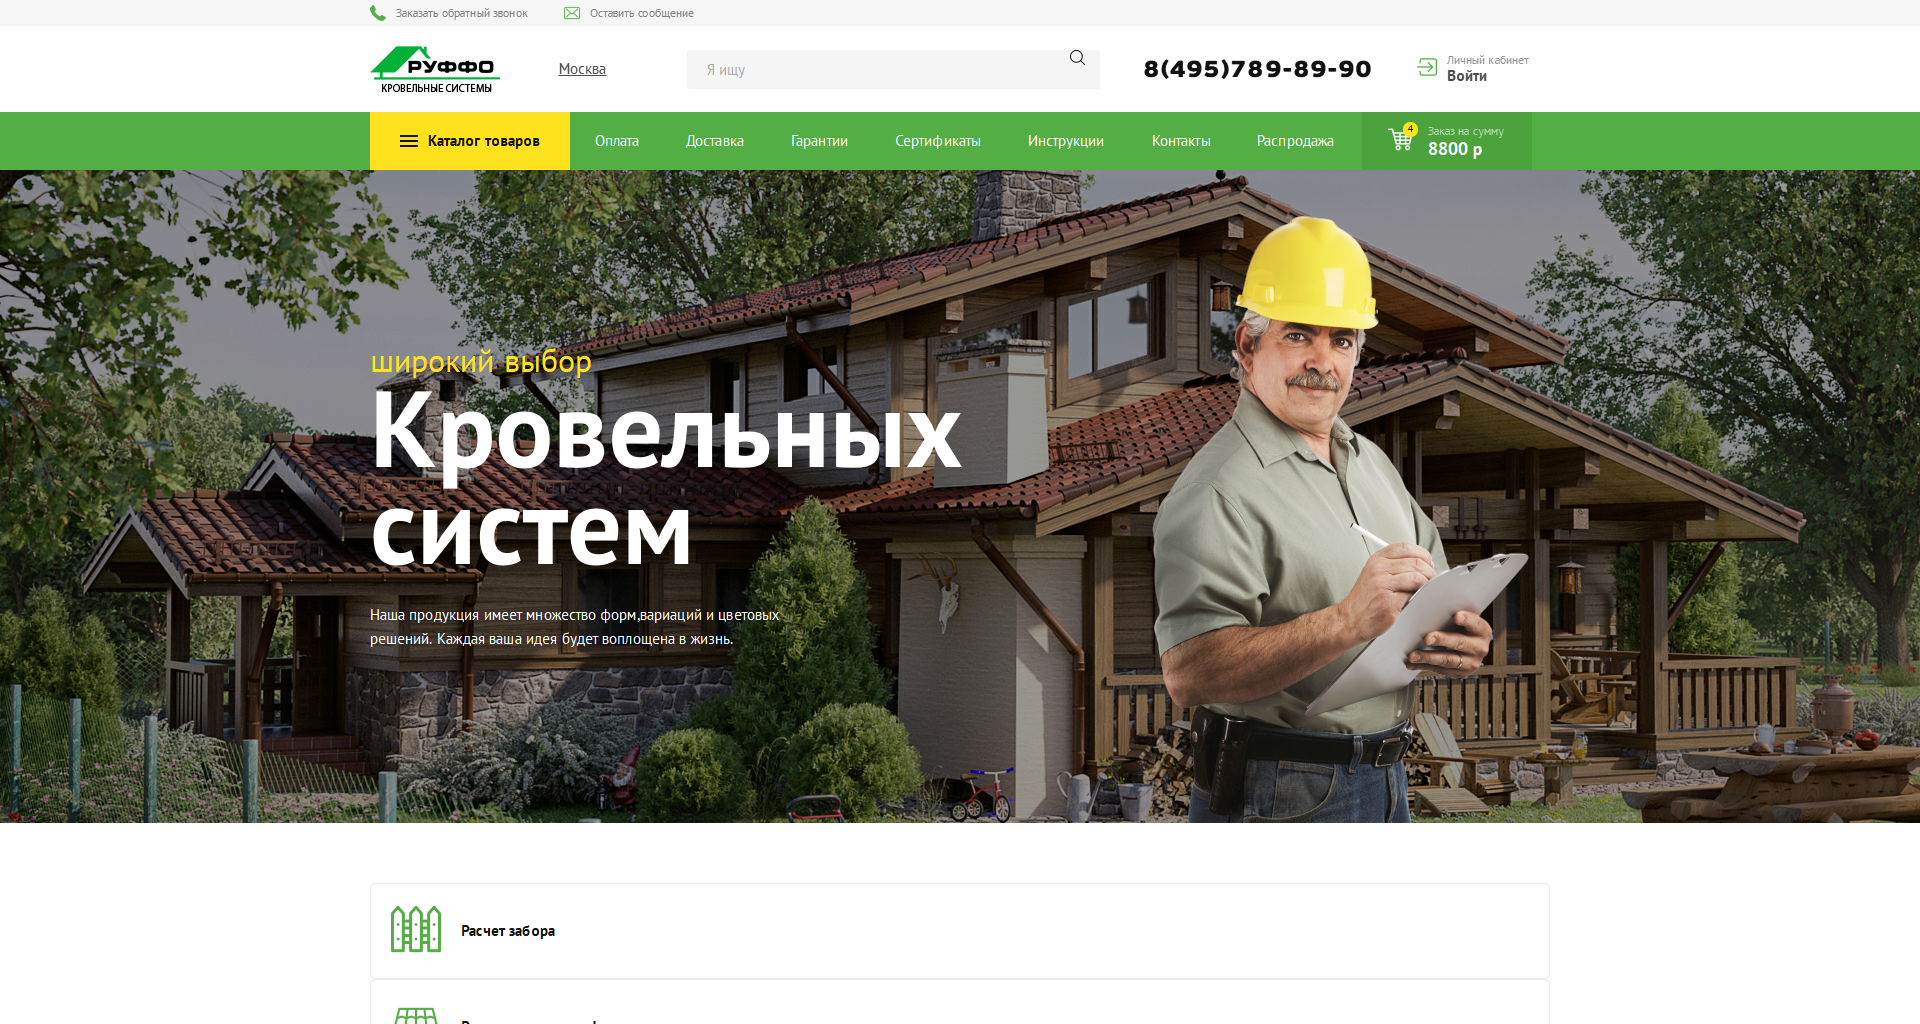 Заказать обратный звонок
Оставить сообщение
РУФФО
КРОВЕЛЬНЫЕ СИСТЕМЫ
Москва
Я ищу
8(495)789-89-90
Личный кабинет
Войти
Каталог товаров
Оплата
Доставка
Гарантии
Сертификаты
Инструкции
Контакты
Распродажа
4
Заказ на сумму
8800 р
широкий выбор
Кровельных
систем
Наша продукция имеет множество форм,вариаций и цветовых
решений. Каждая ваша идея будет воплощена в жизнь.
Расчет забора